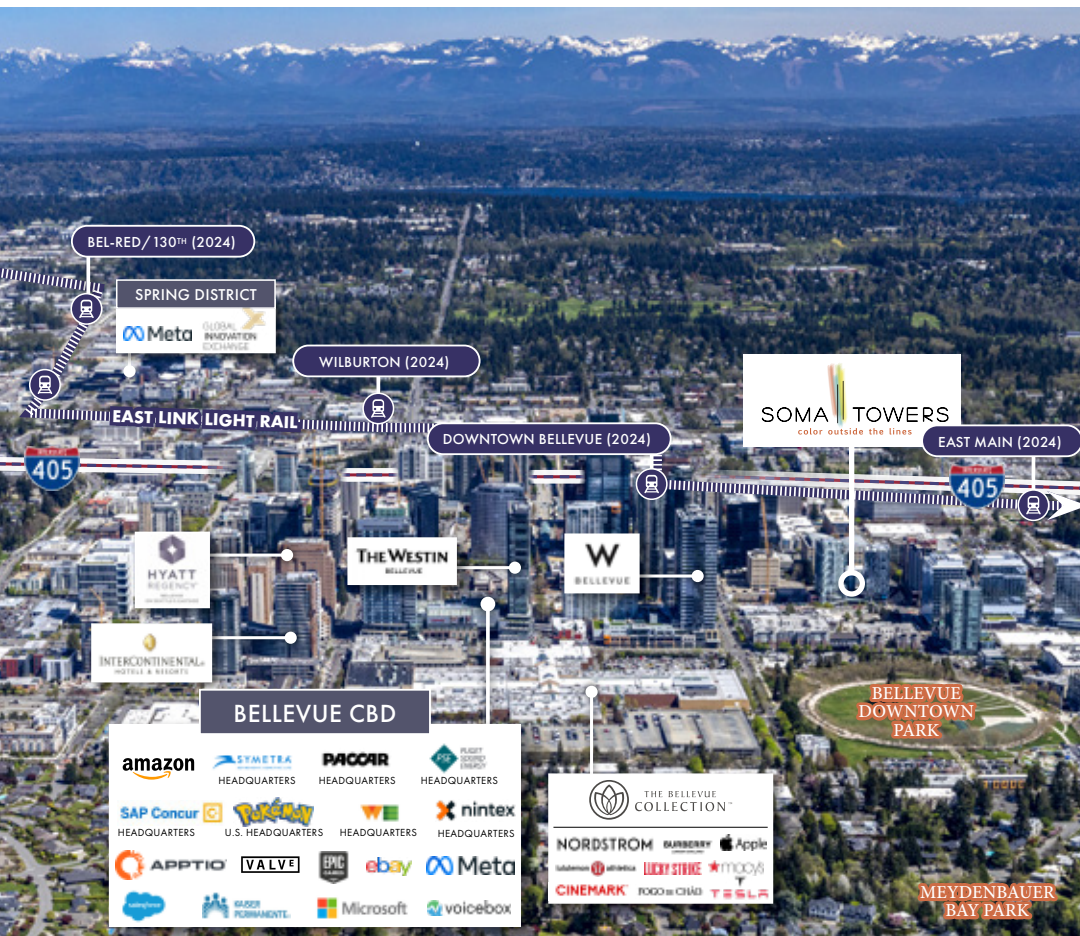 BEL-RED/130TH (2024)
SPRING DISTRICT
Meta
GLOBAL
INNOVATION
EXCHANGE
WILBURTON (2024)
EAST LINK LIGHT RAIL
DOWNTOWN BELLEVUE (2024)
SOMA TOWERS
color outside the lines
EAST MAIN (2024)
405
405
HYATT
REGENCY
THE WESTIN
BELLEVUE
W
BELLEVUE
INTERCONTINENTAL
HOTELS & RESORTS
BELLEVUE CBD
amazon
SYMETRA
HEADQUARTERS
PACCAR
HEADQUARTERS
PSE
PUGET
SOUND
ENERGY
HEADQUARTERS
SAP Concur C
HEADQUARTERS
Pokémon
U.S. HEADQUARTERS
WE
HEADQUARTERS
nintex
HEADQUARTERS
APPTIO
VALVE
EPIC
GAMES
ebay
Meta
salesforce
KAISER
PERMANENTE
Microsoft
voicebox
THE BELLEVUE
COLLECTION
NORDSTROM
BURBERRY
Apple
lululemon athletica
LUCKY STRIKE
macy's
CINEMARK
FOGO DE CHÃO
TESLA
BELLEVUE
DOWNTOWN
PARK
MEYDENBAUER
BAY PARK